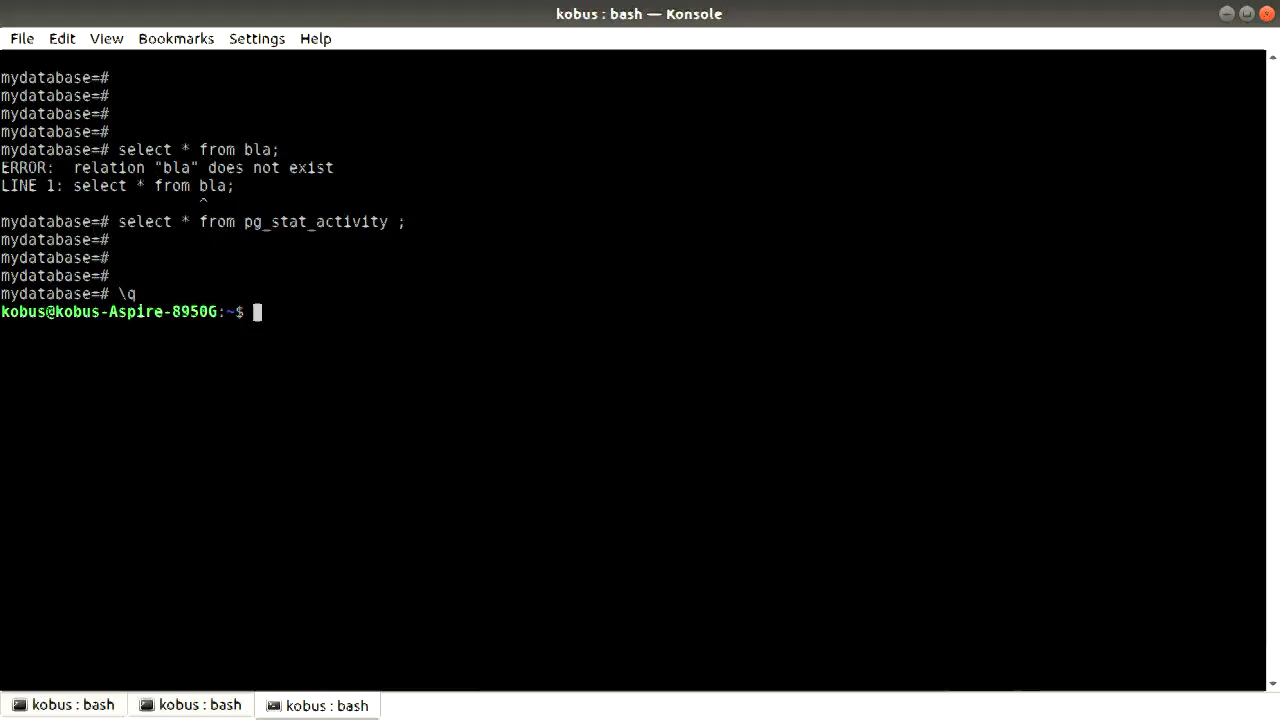 kobus : bash — Konsole
File Edit View Bookmarks Settings Help
mydatabase=#
mydatabase=#
mydatabase=#
mydatabase=#
mydatabase=# select * from bla;
ERROR:  relation "bla" does not exist
LINE 1: select * from bla;
                      ^
mydatabase=# select * from pg_stat_activity ;
mydatabase=#
mydatabase=#
mydatabase=#
mydatabase=# \q
kobus@kobus-Aspire-8950G:~$
kobus : bash kobus : bash kobus : bash